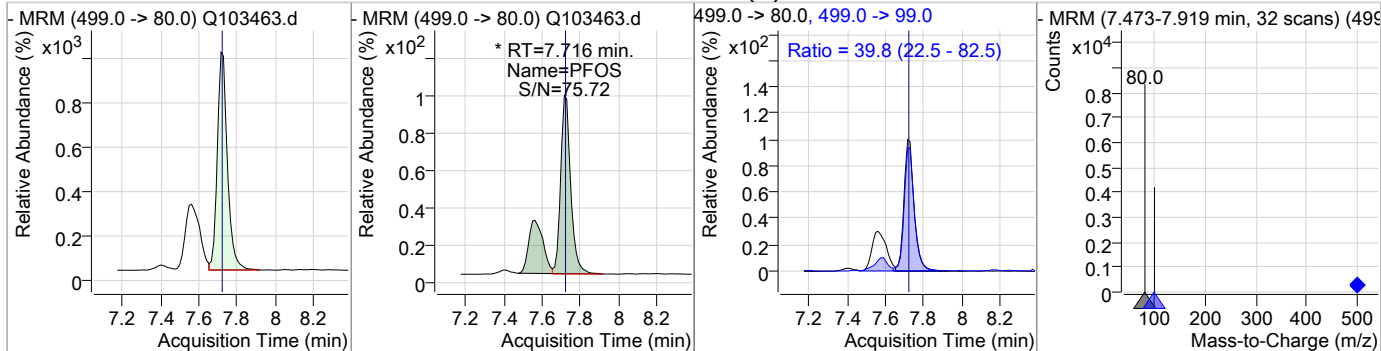 - MRM (499.0 -> 80.0) Q103463.d
Relative Abundance (%)
x10³
0.8
0.6
0.4
0.2
0
7.2 7.4 7.6 7.8 8 8.2
Acquisition Time (min)
- MRM (499.0 -> 80.0) Q103463.d
Relative Abundance (%)
x10²
* RT=7.716 min.
Name=PFOS
S/N=75.72
1
0.8
0.6
0.4
0.2
0
7.2 7.4 7.6 7.8 8 8.2
Acquisition Time (min)
499.0 -> 80.0, 499.0 -> 99.0
Relative Abundance (%)
x10²
Ratio = 39.8 (22.5 - 82.5)
1.4
1.2
1
0.8
0.6
0.4
0.2
0
7.2 7.4 7.6 7.8 8 8.2
Acquisition Time (min)
- MRM (7.473-7.919 min, 32 scans) (499
Counts
x10⁴
80.0
0.8
0.7
0.6
0.5
0.4
0.3
0.2
0.1
0
100 200 300 400 500
Mass-to-Charge (m/z)